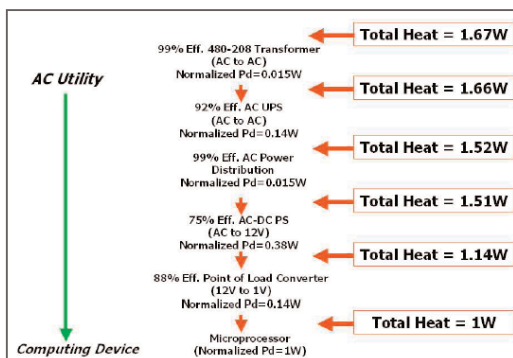 Total Heat = 1.67W
99% Eff. 480-208 Transformer
(AC to AC)
Normalized Pd=0.015W
AC Utility
Total Heat = 1.66W
92% Eff. AC UPS
(AC to AC)
Normalized Pd=0.14W
Total Heat = 1.52W
99% Eff. AC Power
Distribution
Normalized Pd=0.015W
Total Heat = 1.51W
75% Eff. AC-DC PS
(AC to 12V)
Normalized Pd=0.38W
Total Heat = 1.14W
88% Eff. Point of Load Converter
(12V to 1V)
Normalized Pd=0.14W
Total Heat = 1W
Microprocessor
(Normalized Pd=1W)
Computing Device